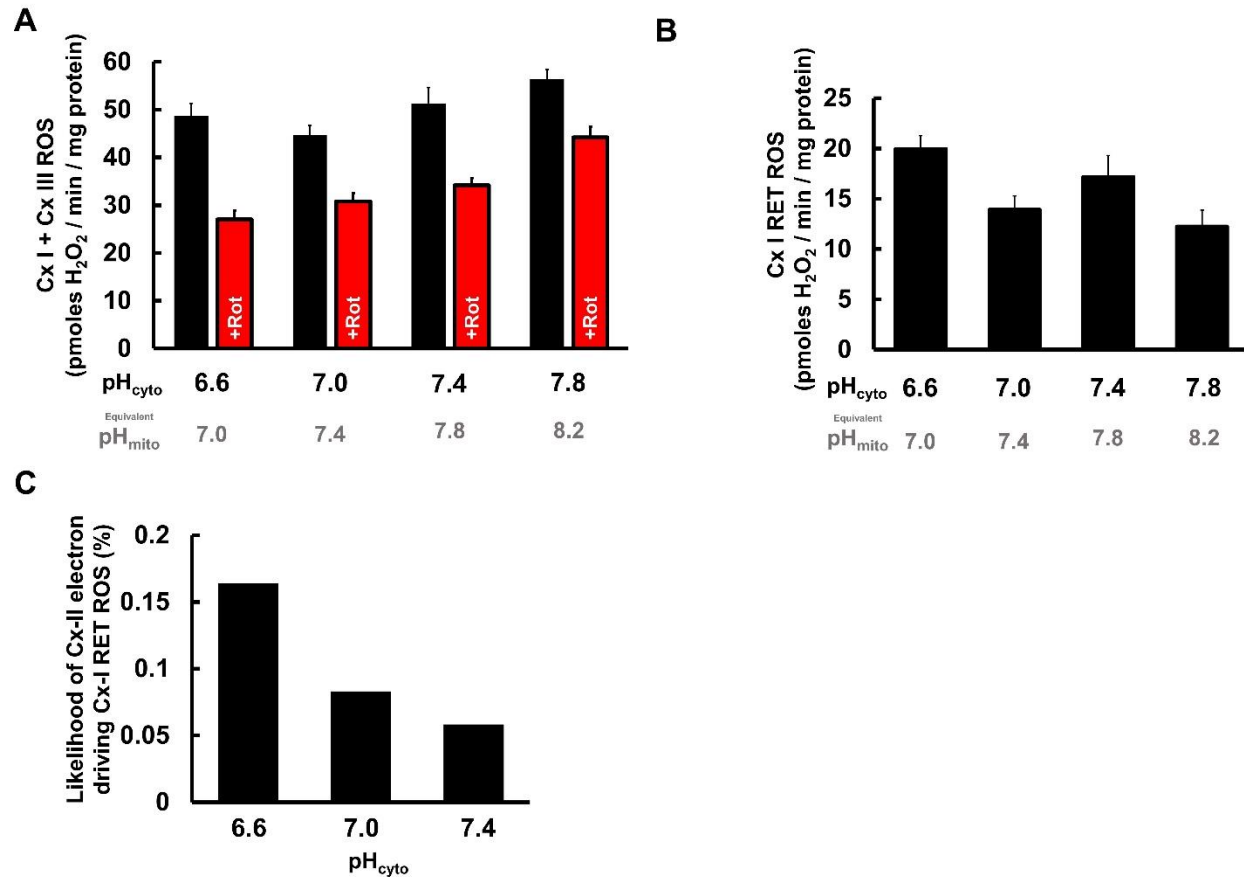 A
Cx I + Cx III ROS
(pmoles H₂O₂ / min / mg protein)
60
50
40
30
20
10
0
+Rot
+Rot
+Rot
+Rot
pHcyto 6.6 7.0 7.4 7.8
Equivalent
pHmito 7.0 7.4 7.8 8.2
B
Cx I RET ROS
(pmoles H₂O₂ / min / mg protein)
25
20
15
10
5
0
pHcyto 6.6 7.0 7.4 7.8
Equivalent
pHmito 7.0 7.4 7.8 8.2
C
Likelihood of Cx-II electron
driving Cx-I RET ROS (%)
0.2
0.15
0.1
0.05
0
6.6 7.0 7.4
pHcyto